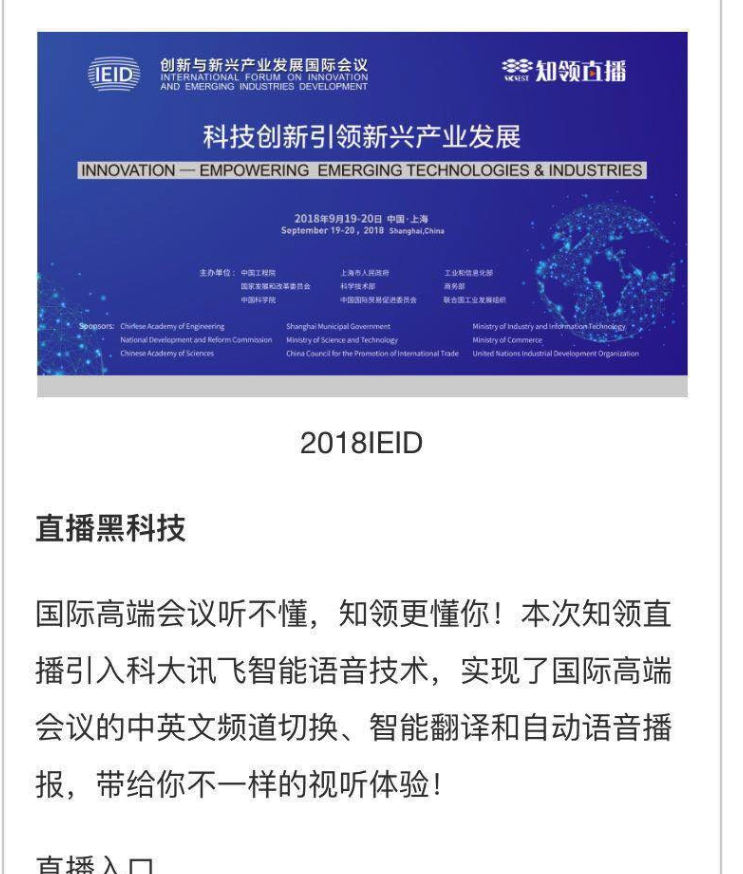 IEID
创新与新兴产业发展国际会议
INTERNATIONAL FORUM ON INNOVATION
AND EMERGING INDUSTRIES DEVELOPMENT
知领直播
科技创新引领新兴产业发展
INNOVATION — EMPOWERING EMERGING TECHNOLOGIES & INDUSTRIES
2018年9月19-20日 中国·上海
September 19-20, 2018 Shanghai,China
主办单位： 中国工程院 上海市人民政府 工业和信息化部
国家发展和改革委员会 科学技术部 商务部
中国科学院 中国国际贸易促进委员会 联合国工业发展组织
Sponsors: Chinese Academy of Engineering Shanghai Municipal Government Ministry of Industry and Information Technology
National Development and Reform Commission Ministry of Science and Technology Ministry of Commerce
Chinese Academy of Sciences China Council for the Promotion of International Trade United Nations Industrial Development Organization
2018IEID
直播黑科技
国际高端会议听不懂，知领更懂你！本次知领直
播引入科大讯飞智能语音技术，实现了国际高端
会议的中英文频道切换、智能翻译和自动语音播
报，带给你不一样的视听体验！
直播入口